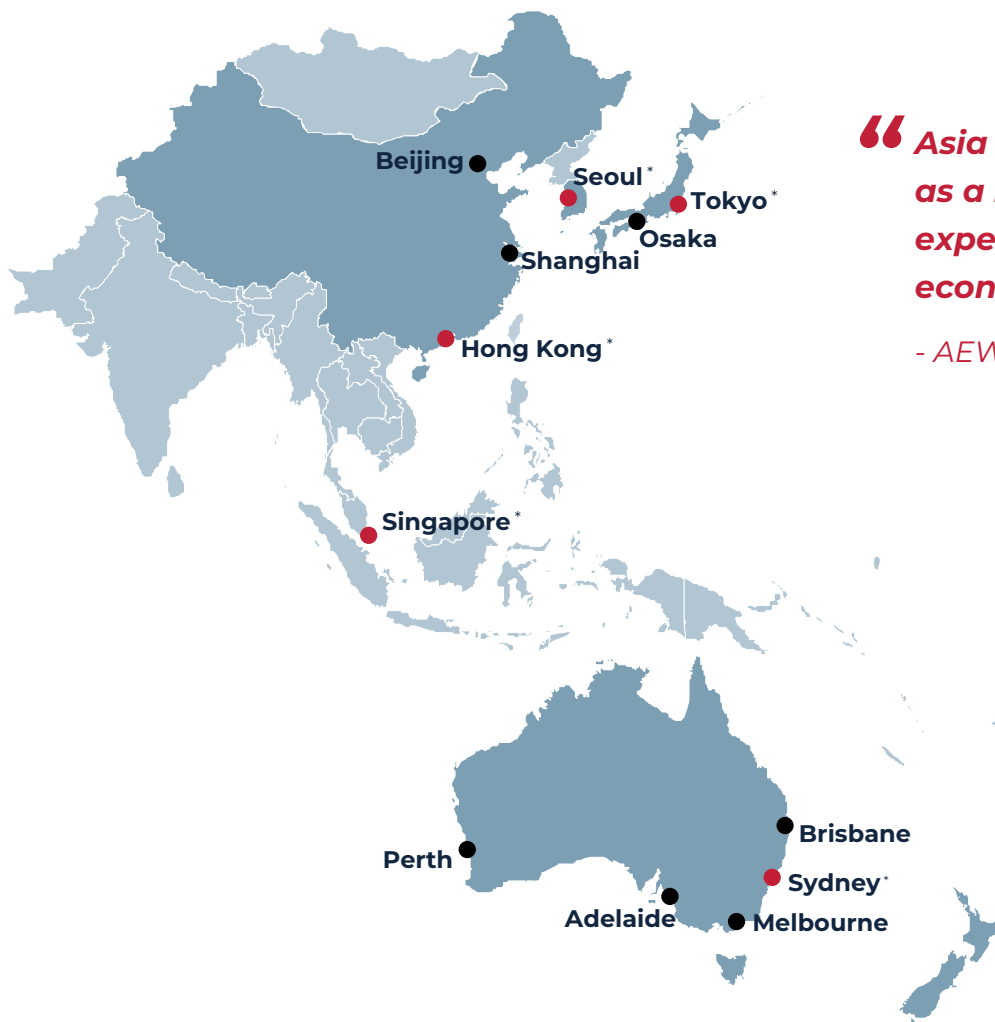 “ Asia
as a
expe
econ
- AEW
Beijing
Seoul*
Tokyo*
Osaka
Shanghai
Hong Kong*
Singapore*
Brisbane
Perth
Sydney*
Adelaide
Melbourne